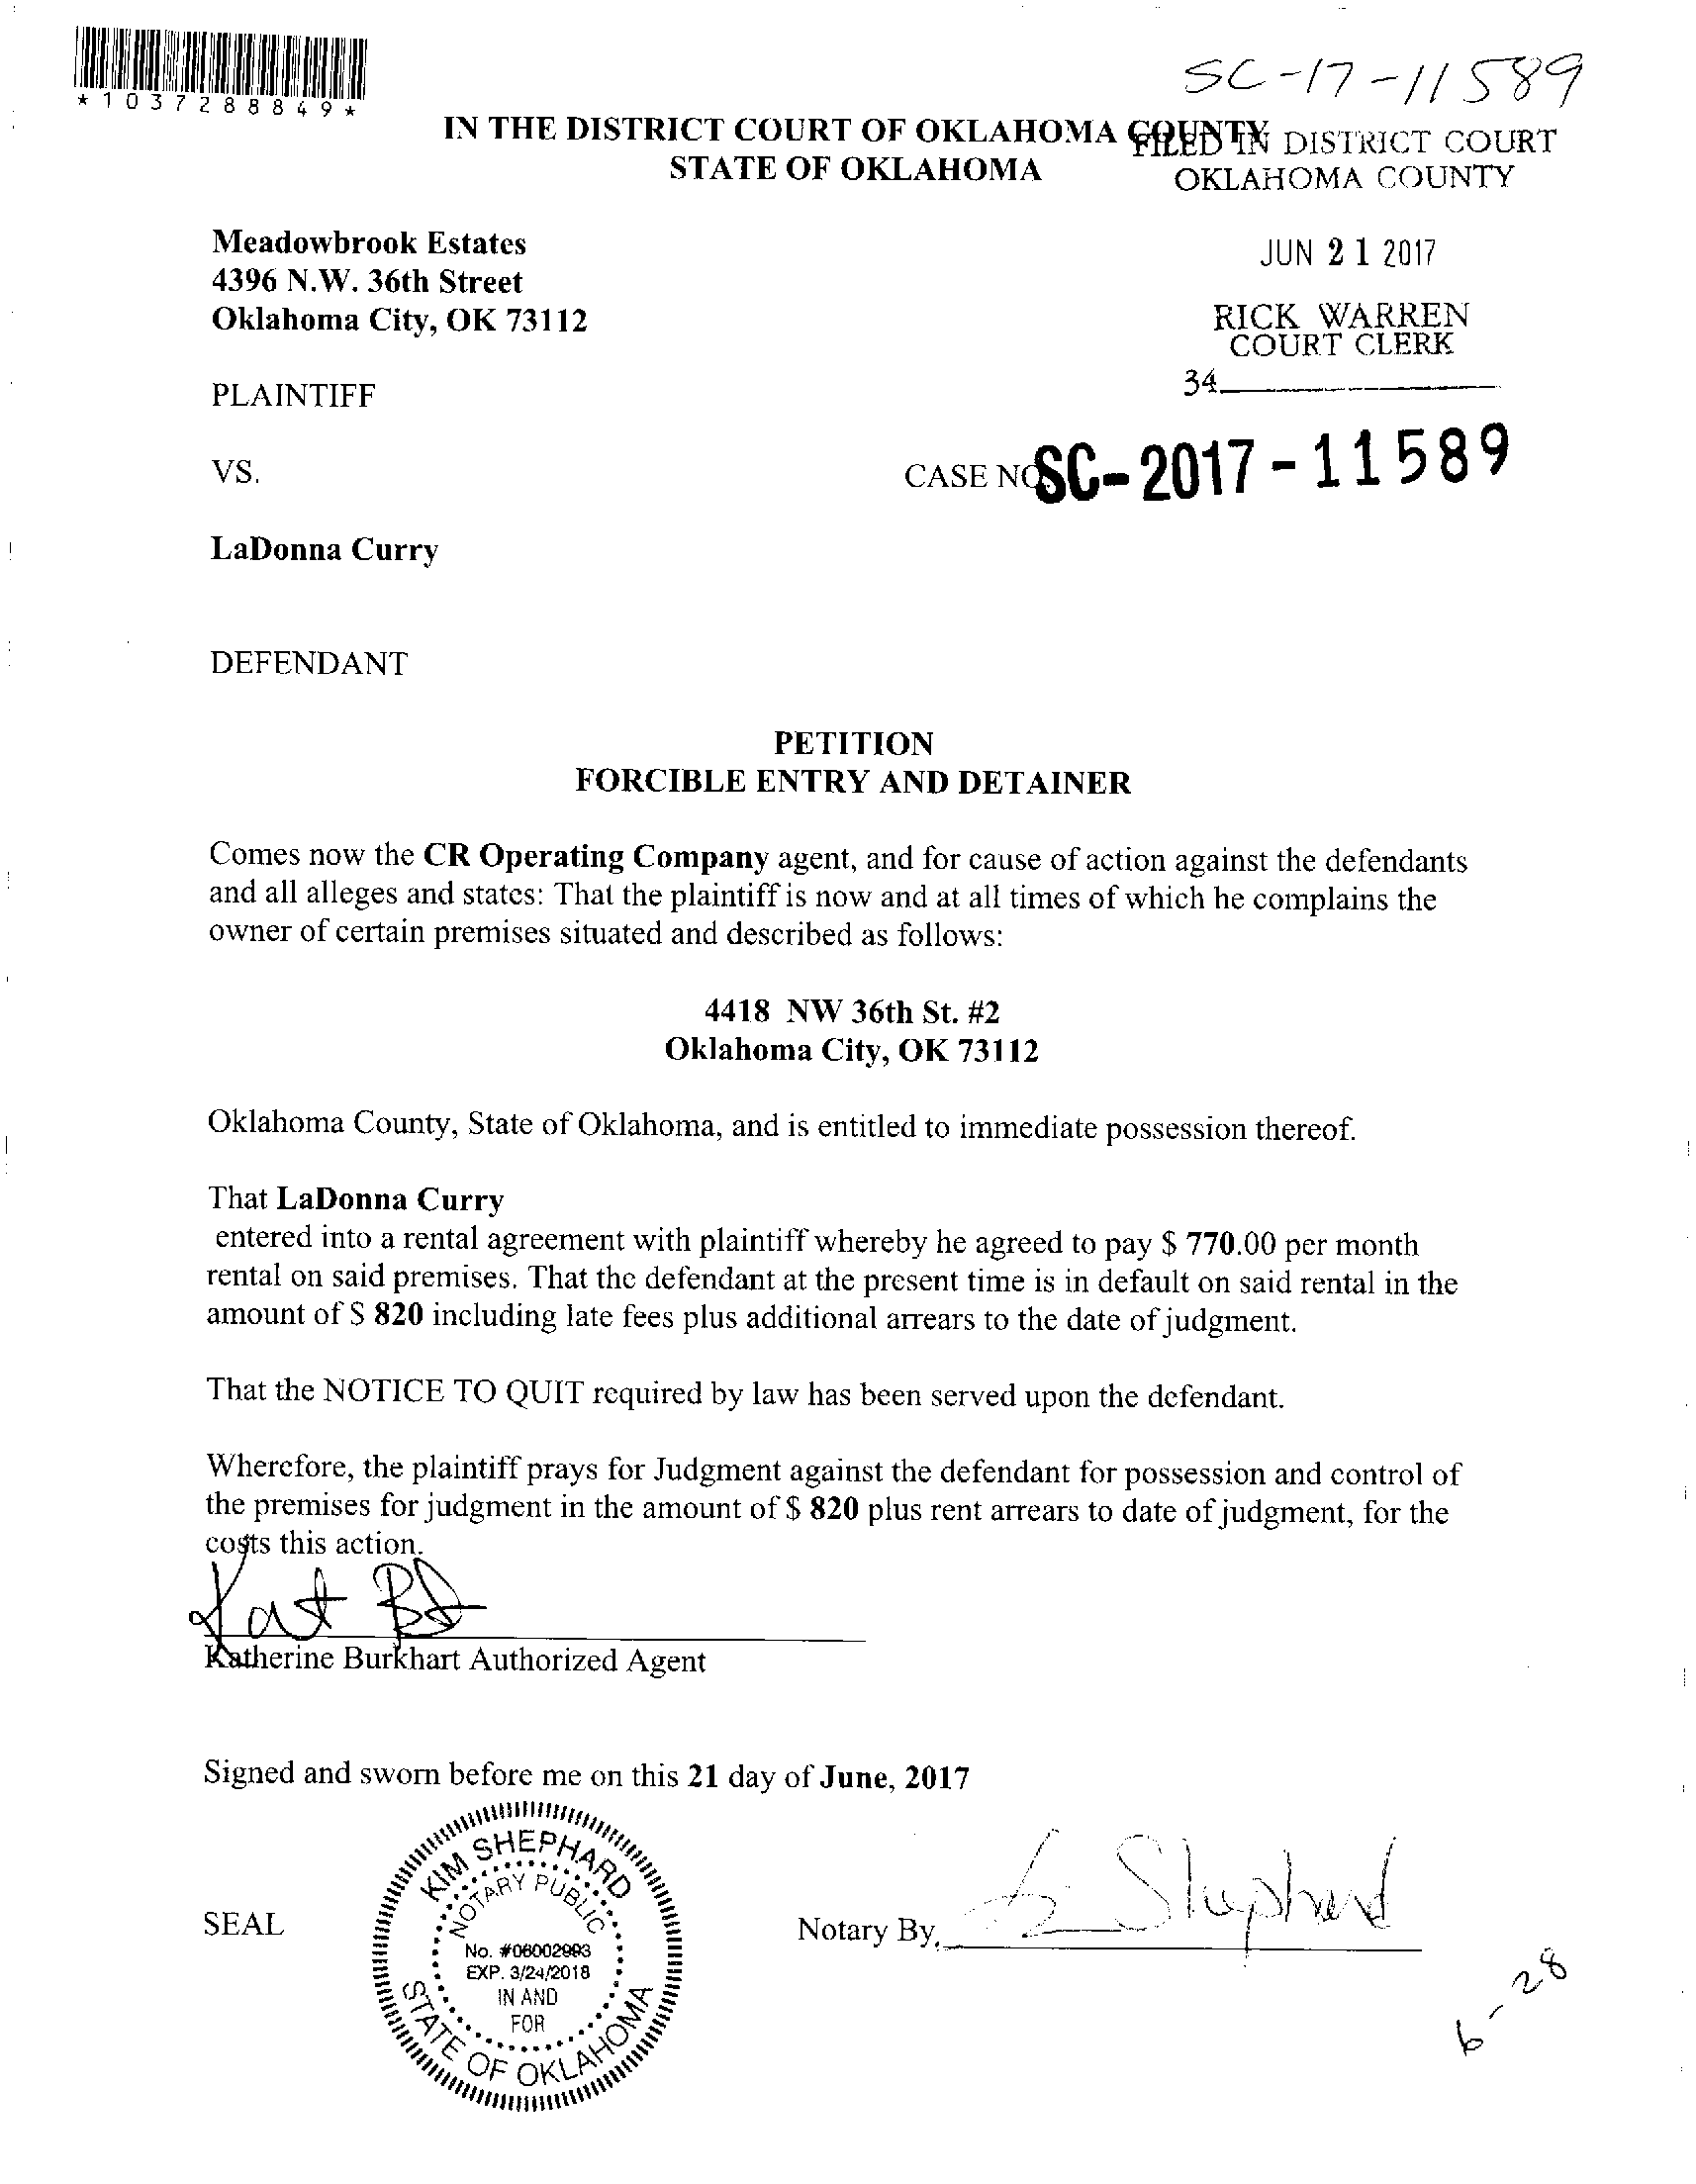 *1037288849*
SC-17-11589
IN THE DISTRICT COURT OF OKLAHOMA COUNTY
STATE OF OKLAHOMA
FILED IN DISTRICT COURT
OKLAHOMA COUNTY
JUN 21 2017
RICK WARREN
COURT CLERK
34
Meadowbrook Estates
4396 N.W. 36th Street
Oklahoma City, OK 73112
PLAINTIFF
VS.
CASE NO. SC-2017-11589
LaDonna Curry
DEFENDANT
PETITION
FORCIBLE ENTRY AND DETAINER
Comes now the CR Operating Company agent, and for cause of action against the defendants
and all alleges and states: That the plaintiff is now and at all times of which he complains the
owner of certain premises situated and described as follows:
4418 NW 36th St. #2
Oklahoma City, OK 73112
Oklahoma County, State of Oklahoma, and is entitled to immediate possession thereof.
That LaDonna Curry
entered into a rental agreement with plaintiff whereby he agreed to pay $ 770.00 per month
rental on said premises. That the defendant at the present time is in default on said rental in the
amount of $ 820 including late fees plus additional arrears to the date of judgment.
That the NOTICE TO QUIT required by law has been served upon the defendant.
Wherefore, the plaintiff prays for Judgment against the defendant for possession and control of
the premises for judgment in the amount of $ 820 plus rent arrears to date of judgment, for the
costs this action.
Katherine Burkhart Authorized Agent
Signed and sworn before me on this 21 day of June, 2017
SEAL
KIM SHEPHARD
NOTARY PUBLIC
No. #06002993
EXP. 3/24/2018
IN AND
FOR
STATE OF OKLAHOMA
Notary By, Shephard
6-28